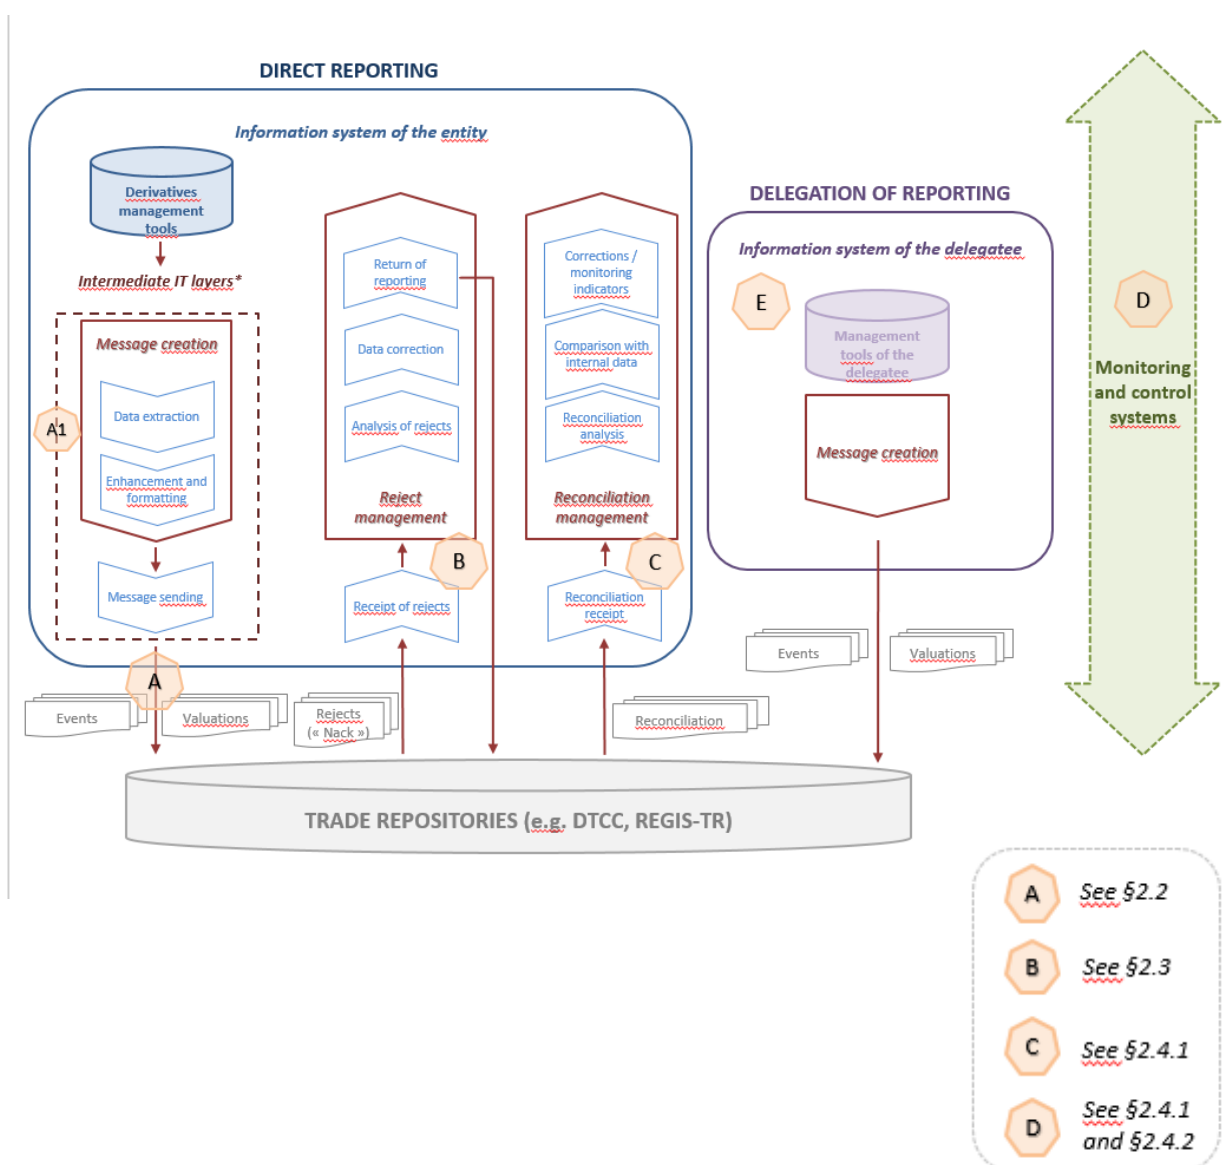 DIRECT REPORTING
Information system of the entity
Derivatives
management
tools
Intermediate IT layers*
Message creation
Data extraction
A1
Enhancement and
formatting
Message sending
A
Return of
reporting
Data correction
Analysis of rejects
Reject
management
B
Receipt of rejects
Corrections /
monitoring
indicators
Comparison with
internal data
Reconciliation
analysis
Reconciliation
management
C
Reconciliation
receipt
DELEGATION OF REPORTING
Information system of the delegatee
E
Management
tools of the
delegatee
Message creation
D
Monitoring
and control
systems
Events
Valuations
Rejects
(« Nack »)
Reconciliation
Events
Valuations
TRADE REPOSITORIES (e.g. DTCC, REGIS-TR)
A See §2.2
B See §2.3
C See §2.4.1
D See §2.4.1
and §2.4.2